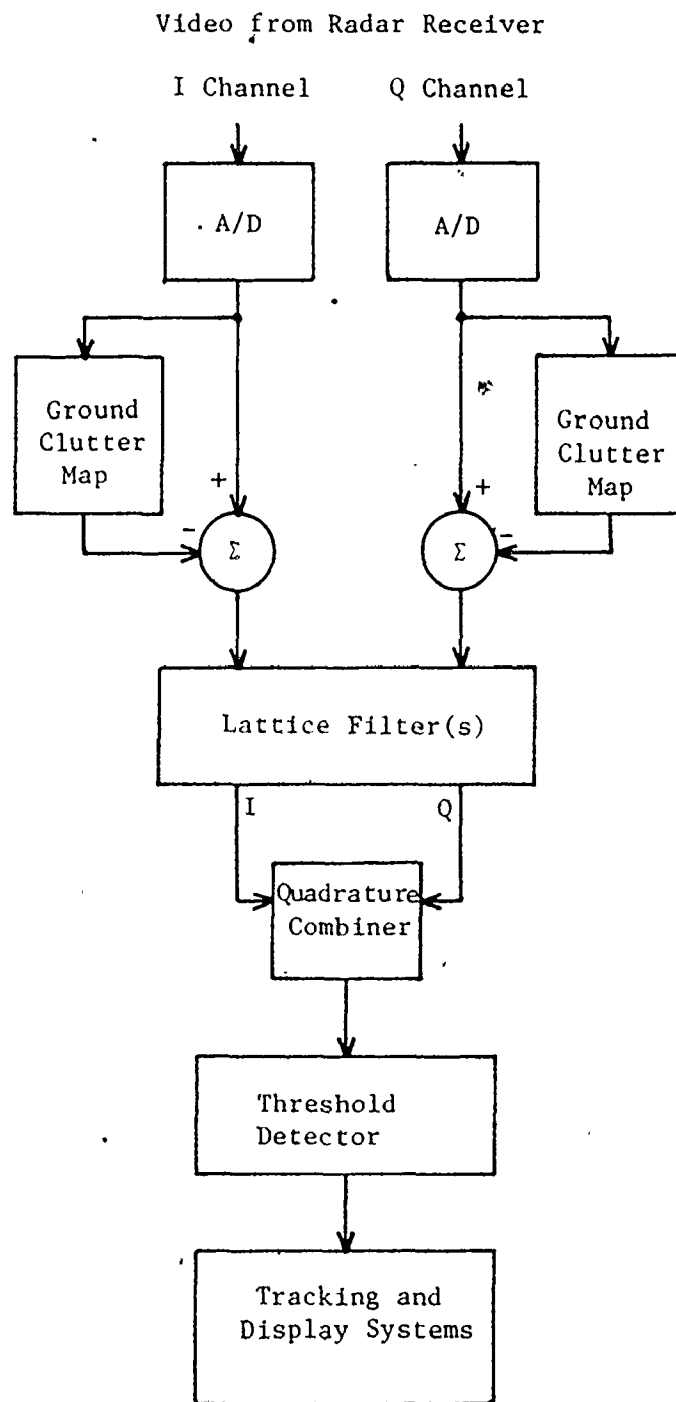 Video from Radar Receiver
I Channel
Q Channel
A/D
A/D
Ground
Clutter
Map
Ground
Clutter
Map
+
-
+
-
Σ
Σ
Lattice Filter(s)
I
Q
Quadrature
Combiner
Threshold
Detector
Tracking and
Display Systems